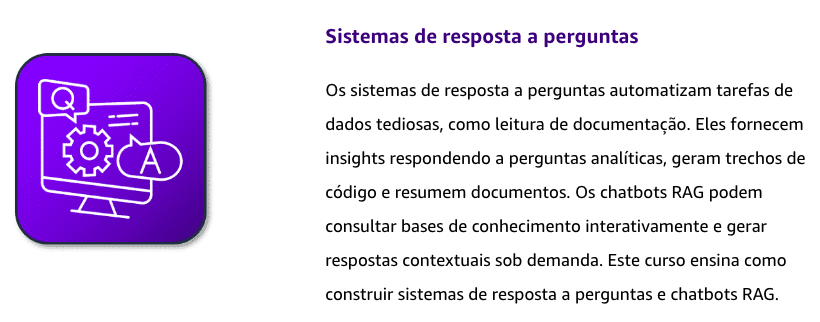 Sistemas de resposta a perguntas
Q
A
Os sistemas de resposta a perguntas automatizam tarefas de
dados tediosas, como leitura de documentação. Eles fornecem
insights respondendo a perguntas analíticas, geram trechos de
código e resumem documentos. Os chatbots RAG podem
consultar bases de conhecimento interativamente e gerar
respostas contextuais sob demanda. Este curso ensina como
construir sistemas de resposta a perguntas e chatbots RAG.